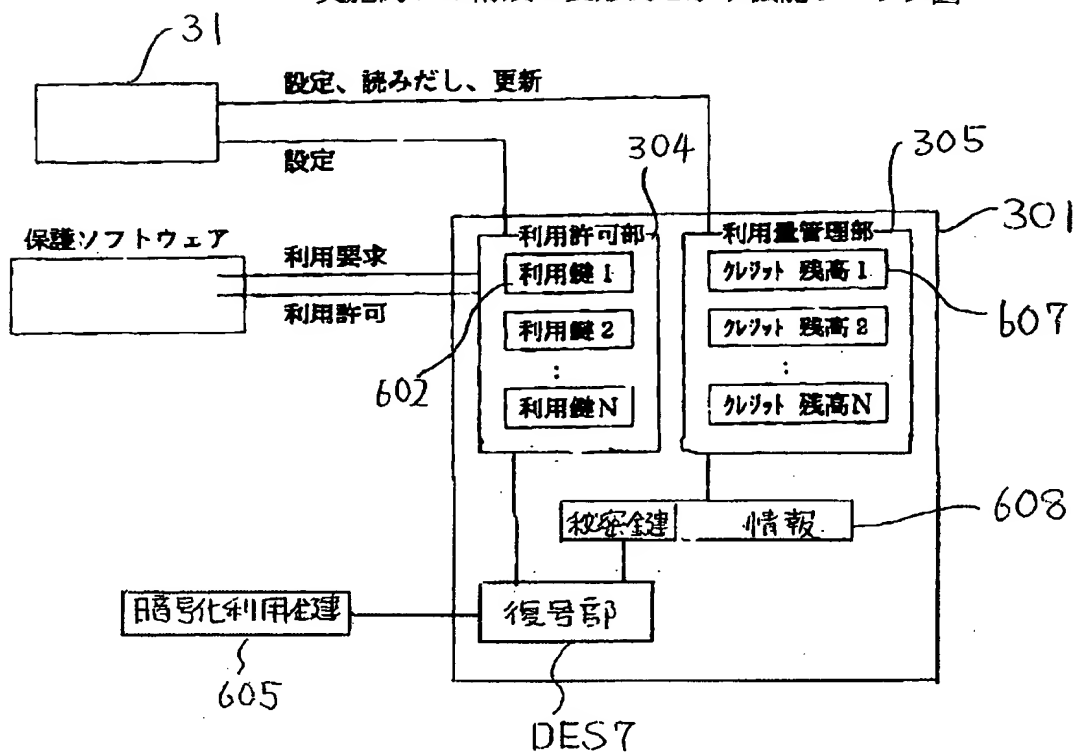 31
設定、読みだし、更新
設定
304
305
301
保護ソフトウェア
利用要求
利用許可
利用許可部
利用鍵1
利用鍵2
:
利用鍵N
602
利用量管理部
クレジット 残高1
クレジット 残高2
:
クレジット 残高N
607
秘密鍵 情報
608
暗号化利用鍵
605
復号部
DES7